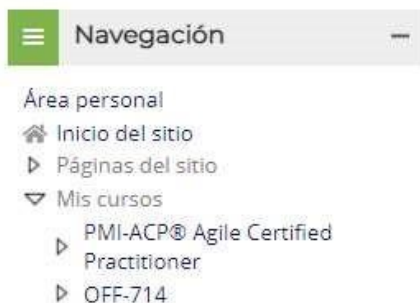 Navegación
Área personal
Inicio del sitio
Páginas del sitio
Mis cursos
PMI-ACP® Agile Certified
Practitioner
OFF-714